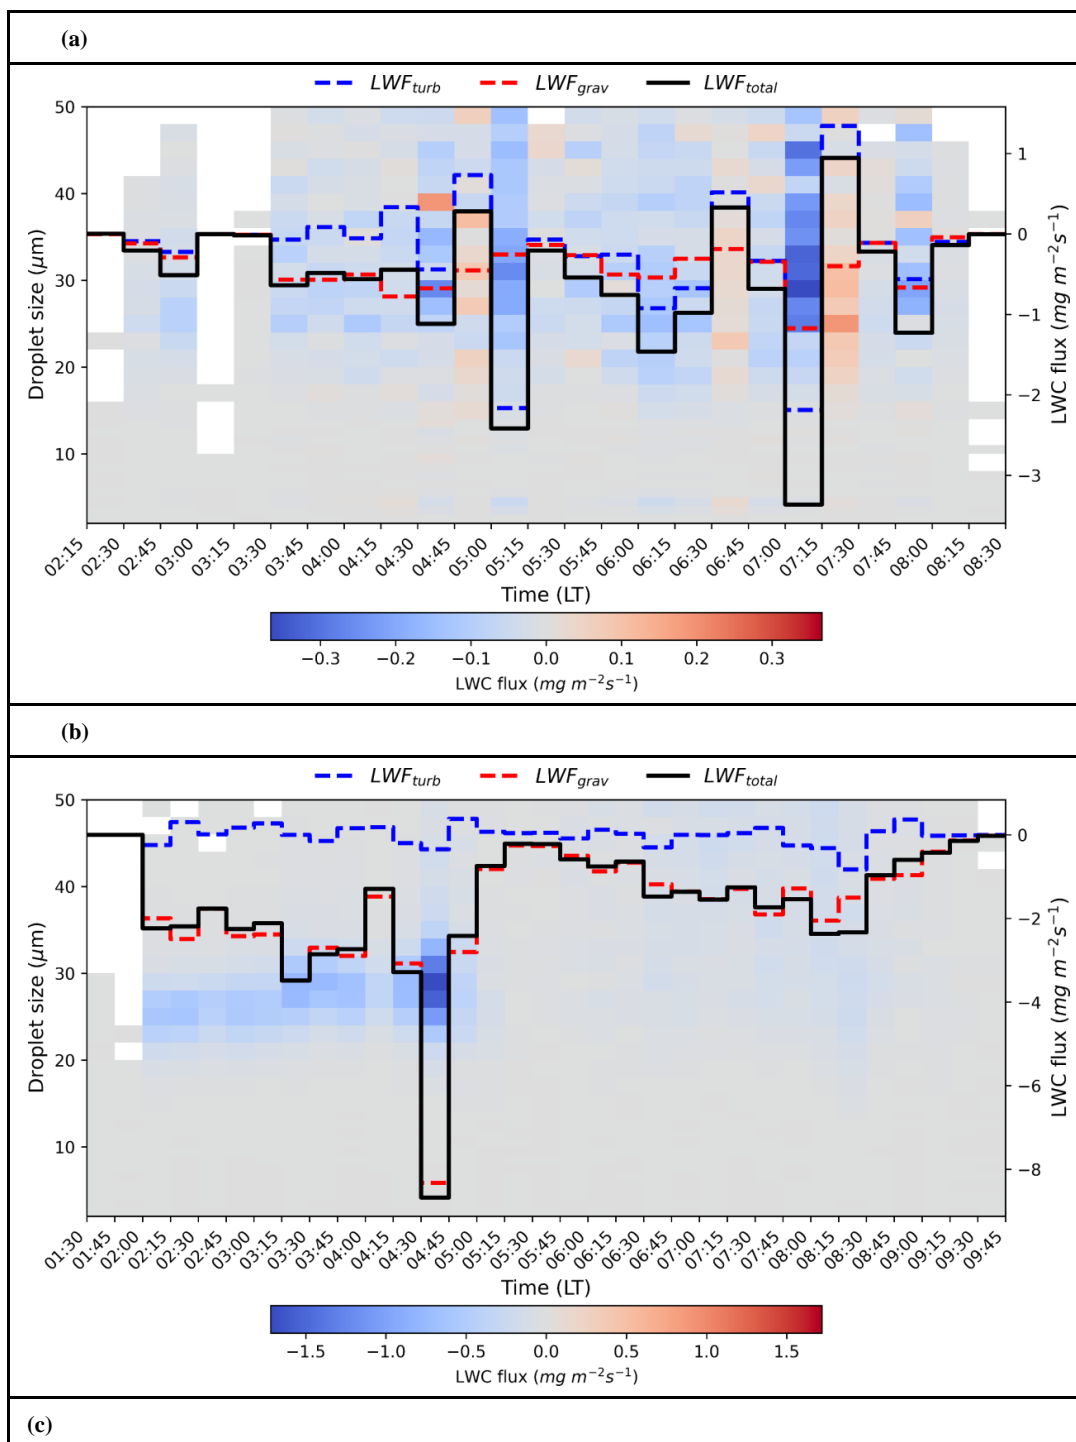 (a)
LWF_turb LWF_grav LWF_total
50
40
30
20
10
Droplet size (μm)
1
0
−1
−2
−3
LWC flux (mg m−2s−1)
02:15 02:30 02:45 03:00 03:15 03:30 03:45 04:00 04:15 04:30 04:45 05:00 05:15 05:30 05:45 06:00 06:15 06:30 06:45 07:00 07:15 07:30 07:45 08:00 08:15 08:30
Time (LT)
−0.3 −0.2 −0.1 0.0 0.1 0.2 0.3
LWC flux (mg m−2s−1)
(b)
LWF_turb LWF_grav LWF_total
50
40
30
20
10
Droplet size (μm)
0
−2
−4
−6
−8
LWC flux (mg m−2s−1)
01:30 01:45 02:00 02:15 02:30 02:45 03:00 03:15 03:30 03:45 04:00 04:15 04:30 04:45 05:00 05:15 05:30 05:45 06:00 06:15 06:30 06:45 07:00 07:15 07:30 07:45 08:00 08:15 08:30 08:45 09:00 09:15 09:30 09:45
Time (LT)
−1.5 −1.0 −0.5 0.0 0.5 1.0 1.5
LWC flux (mg m−2s−1)
(c)